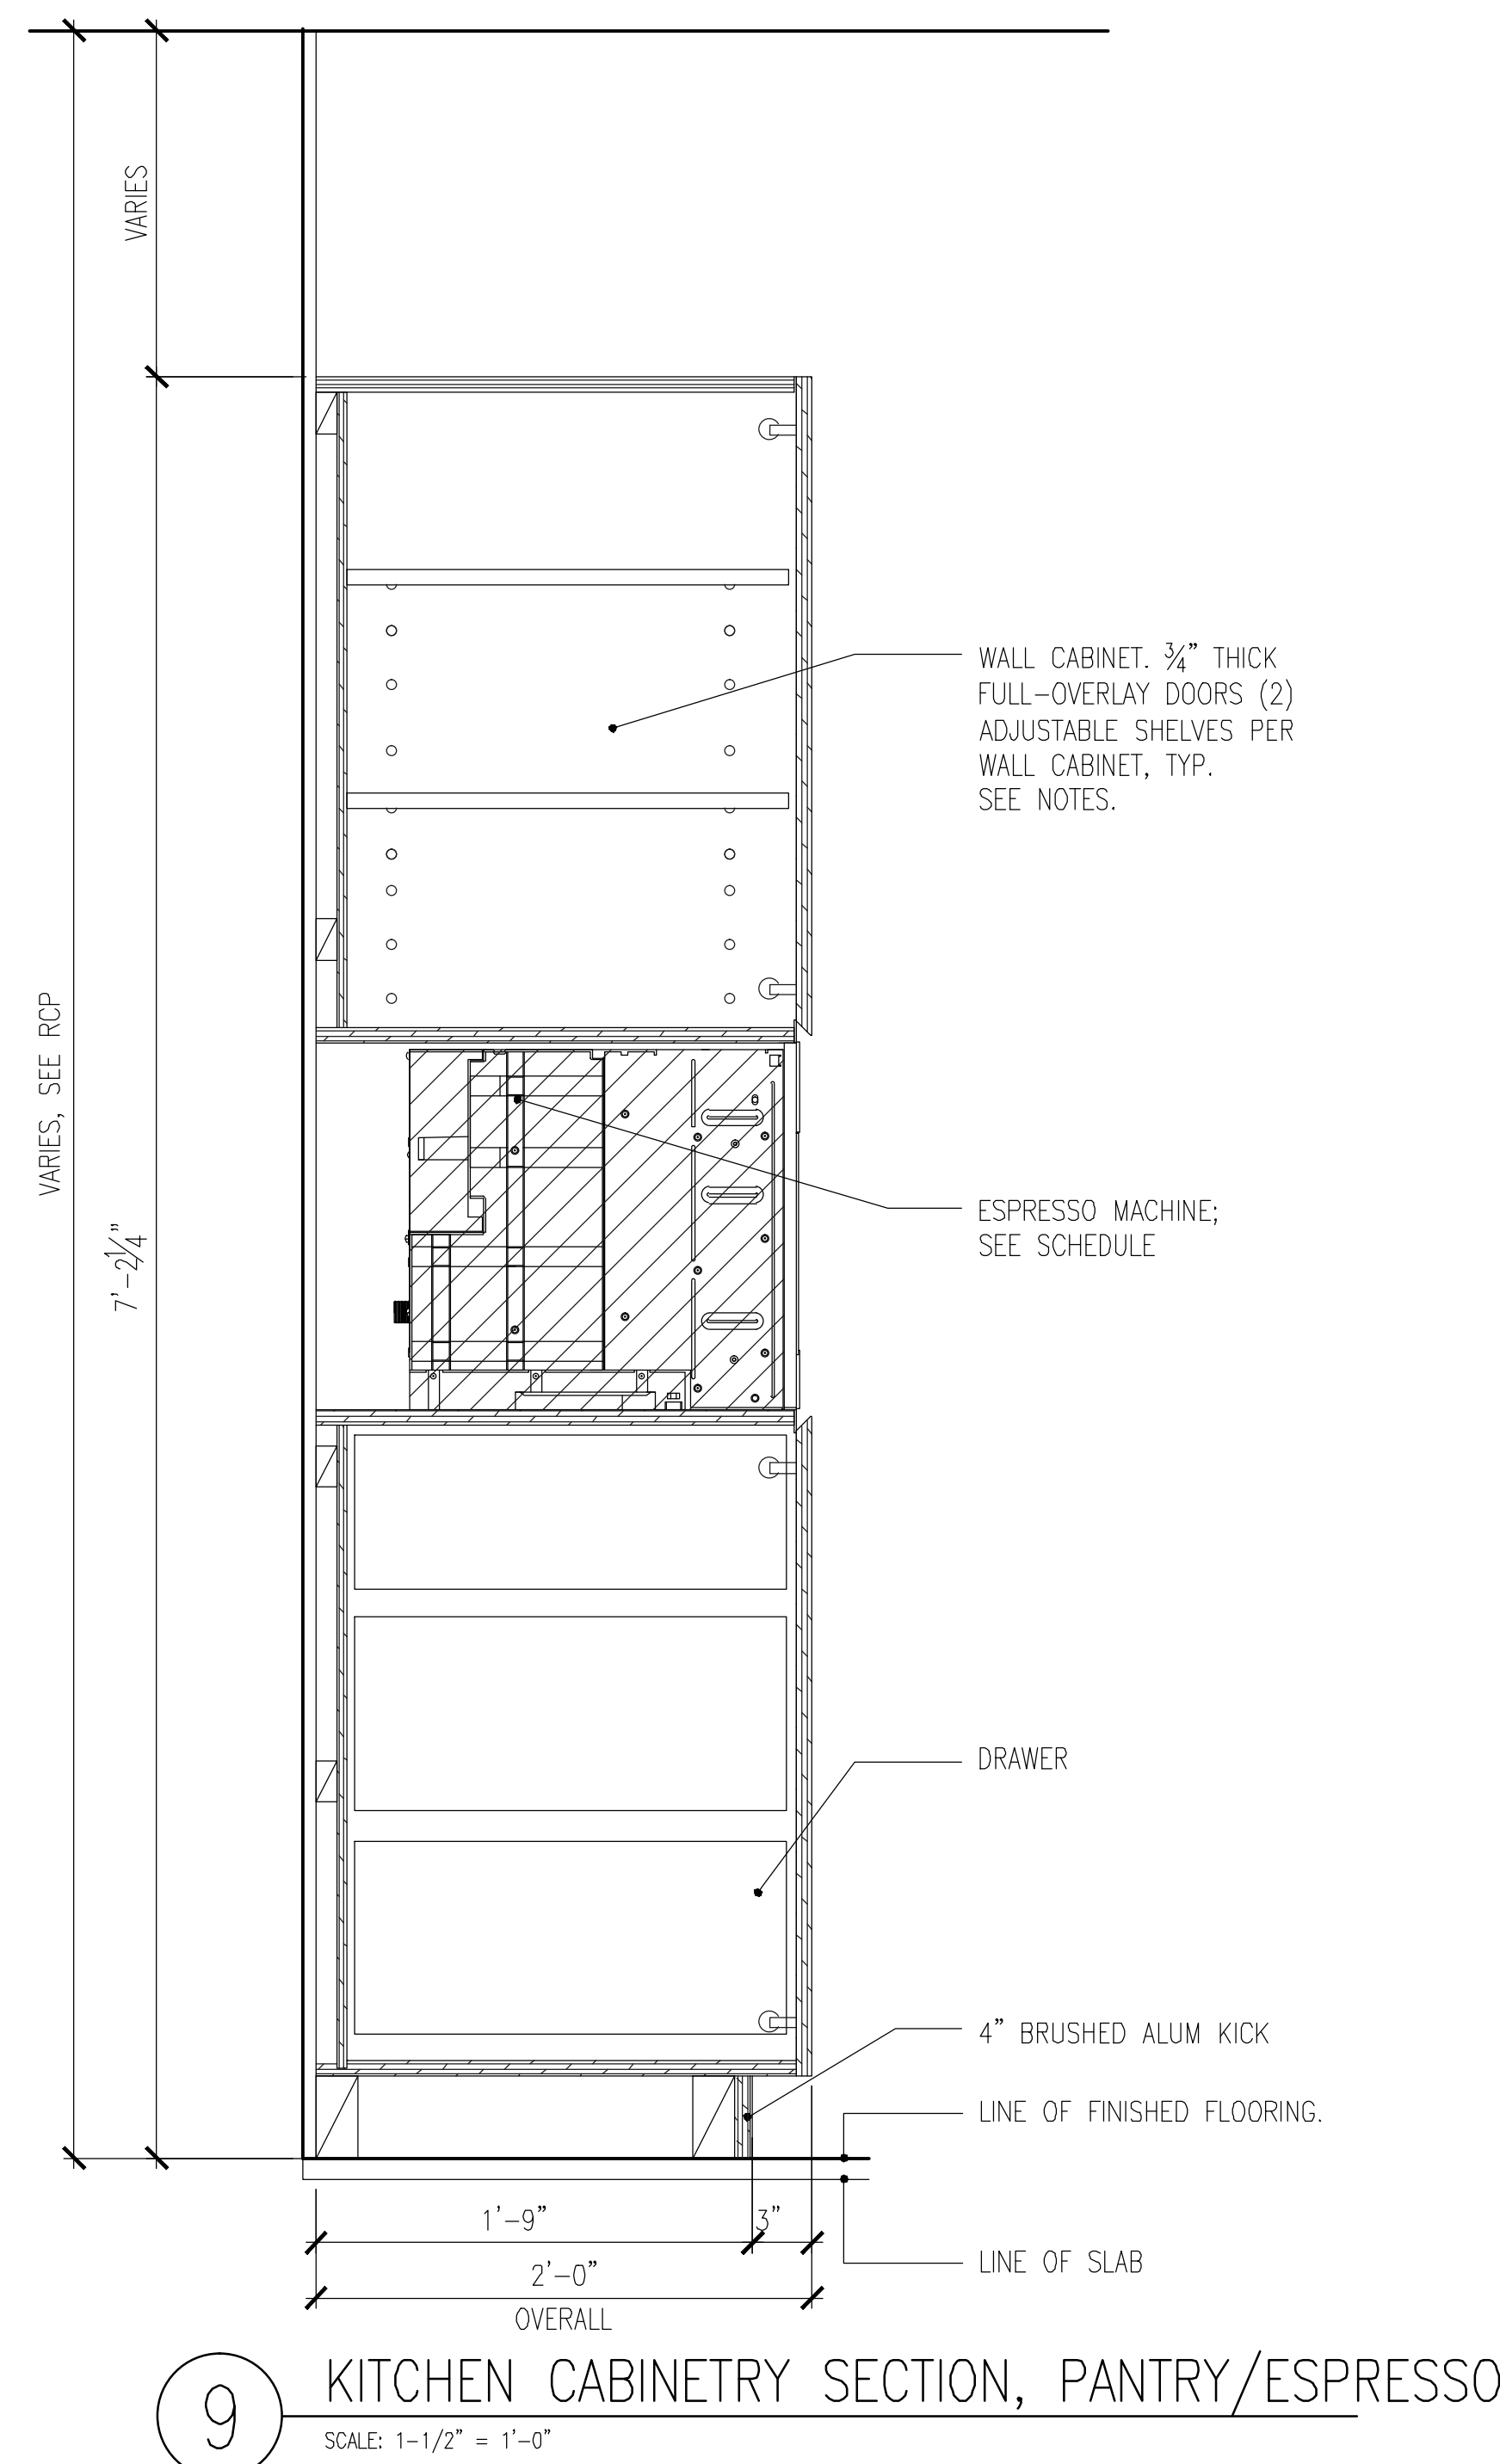 VARIES
WALL CABINET. ¾” THICK
FULL-OVERLAY DOORS (2)
ADJUSTABLE SHELVES PER
WALL CABINET, TYP.
SEE NOTES.
VARIES, SEE RCP
7'-2¼”
ESPRESSO MACHINE;
SEE SCHEDULE
DRAWER
4” BRUSHED ALUM KICK
LINE OF FINISHED FLOORING.
1'-9”
3”
LINE OF SLAB
2'-0”
OVERALL
9
KITCHEN CABINETRY SECTION, PANTRY/ESPRESSO
SCALE: 1-1/2” = 1'-0”